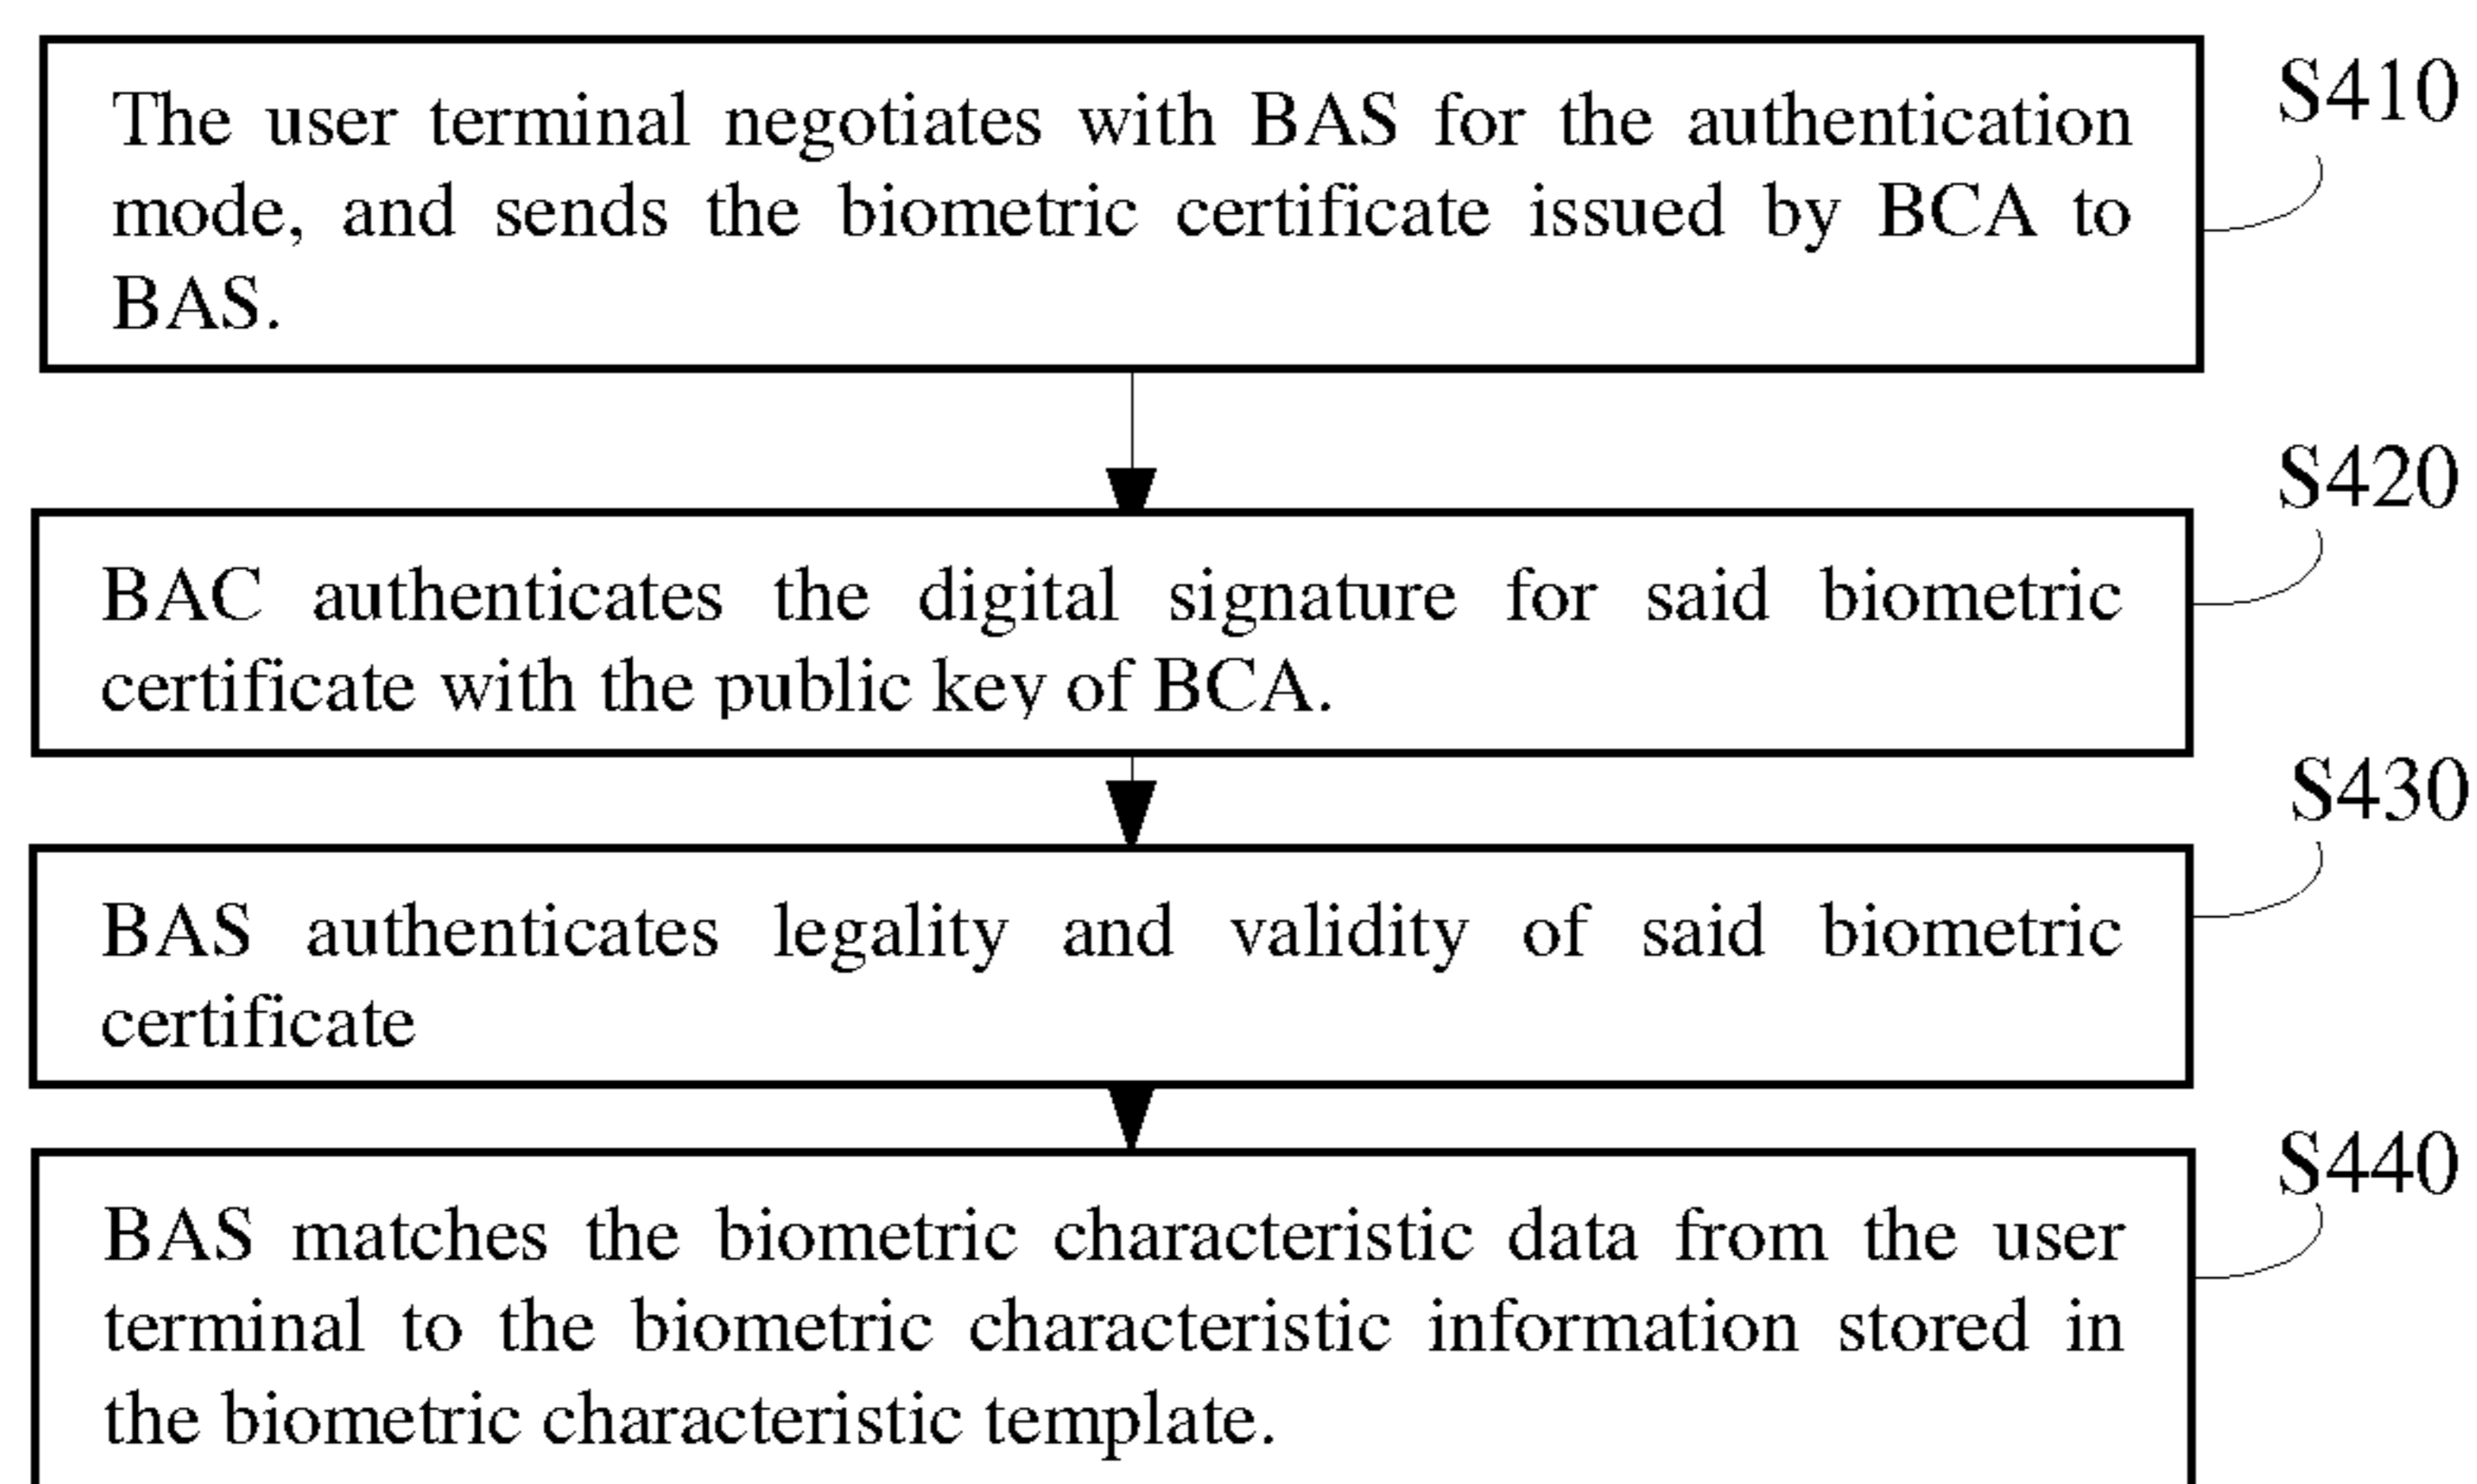 The user terminal negotiates with BAS for the authentication
mode, and sends the biometric certificate issued by BCA to
BAS.
S410
BAC authenticates the digital signature for said biometric
certificate with the public key of BCA.
S420
BAS authenticates legality and validity of said biometric
certificate
S430
BAS matches the biometric characteristic data from the user
terminal to the biometric characteristic information stored in
the biometric characteristic template.
S440